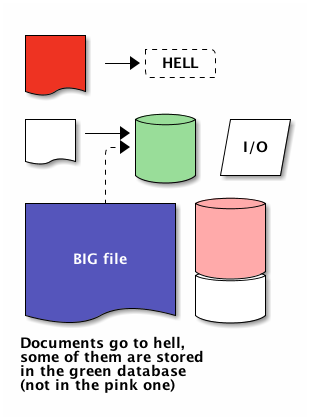 HELL
I/O
BIG file
Documents go to hell,
some of them are stored
in the green database
(not in the pink one)